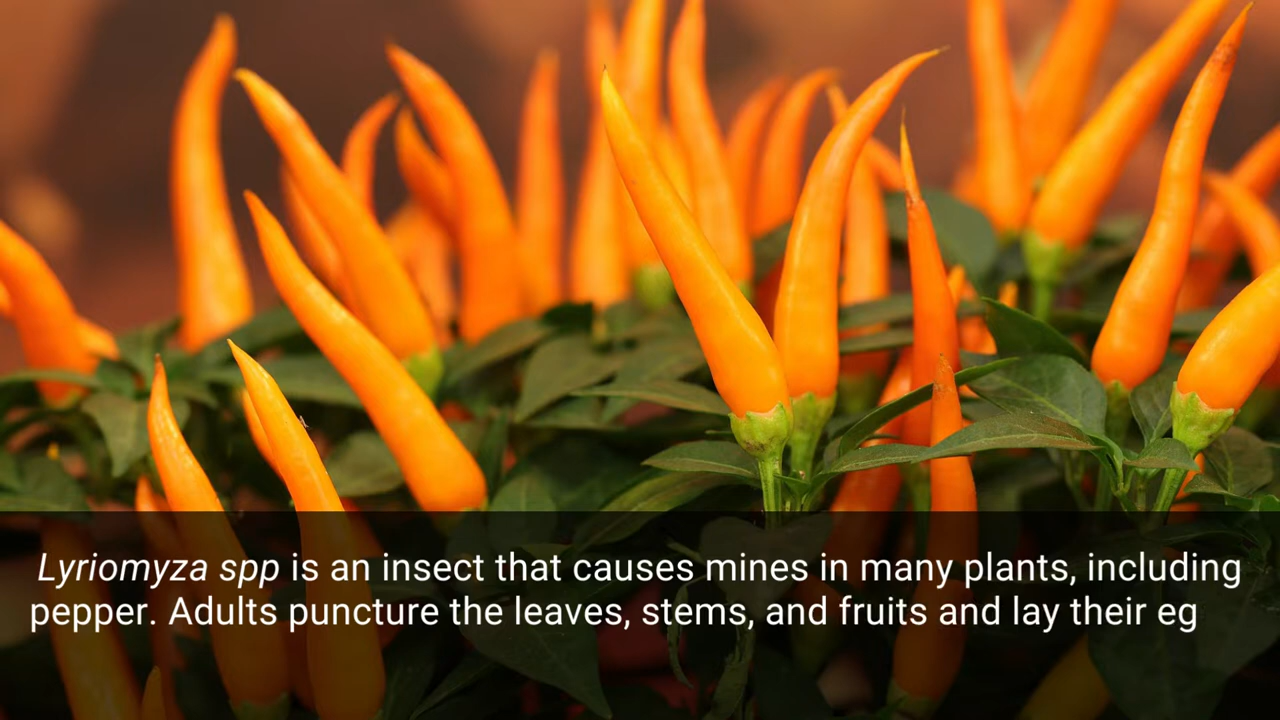 Lyriomyza spp is an insect that causes mines in many plants, including
pepper. Adults puncture the leaves, stems, and fruits and lay their eg